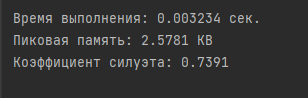 Время выполнения: 0.003234 сек.
Пиковая память: 2.5781 KB
Коэффициент силуэта: 0.7391